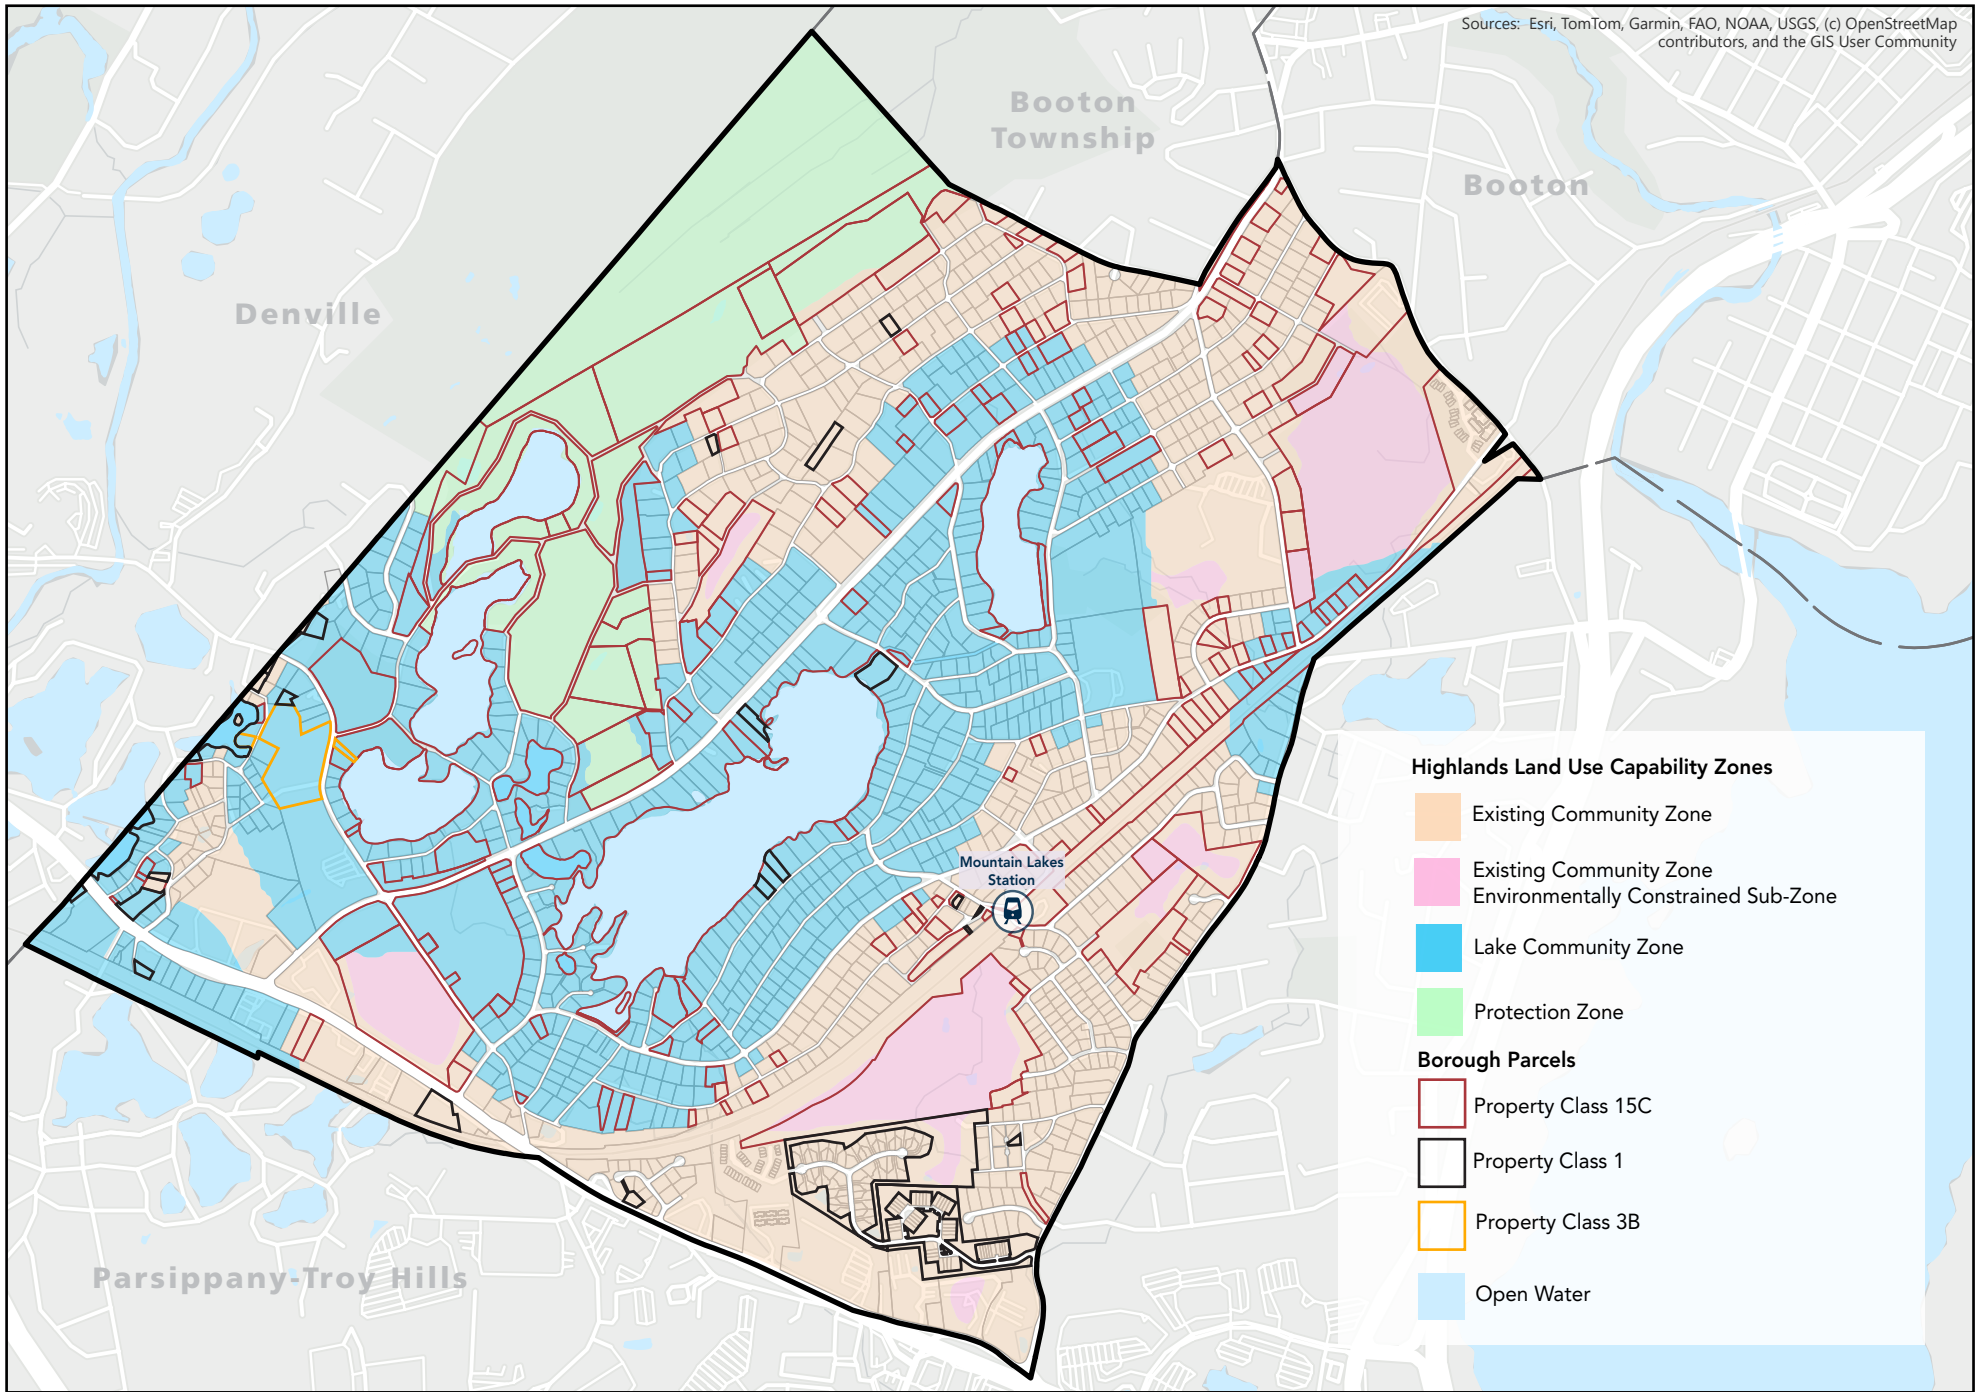 Sources: Esri, TomTom, Garmin, FAO, NOAA, USGS, (c) OpenStreetMap
contributors, and the GIS User Community
Booton
Township
Booton
Denville
Mountain Lakes
Station
Parsippany-Troy Hills
Highlands Land Use Capability Zones
Existing Community Zone
Existing Community Zone
Environmentally Constrained Sub-Zone
Lake Community Zone
Protection Zone
Borough Parcels
Property Class 15C
Property Class 1
Property Class 3B
Open Water